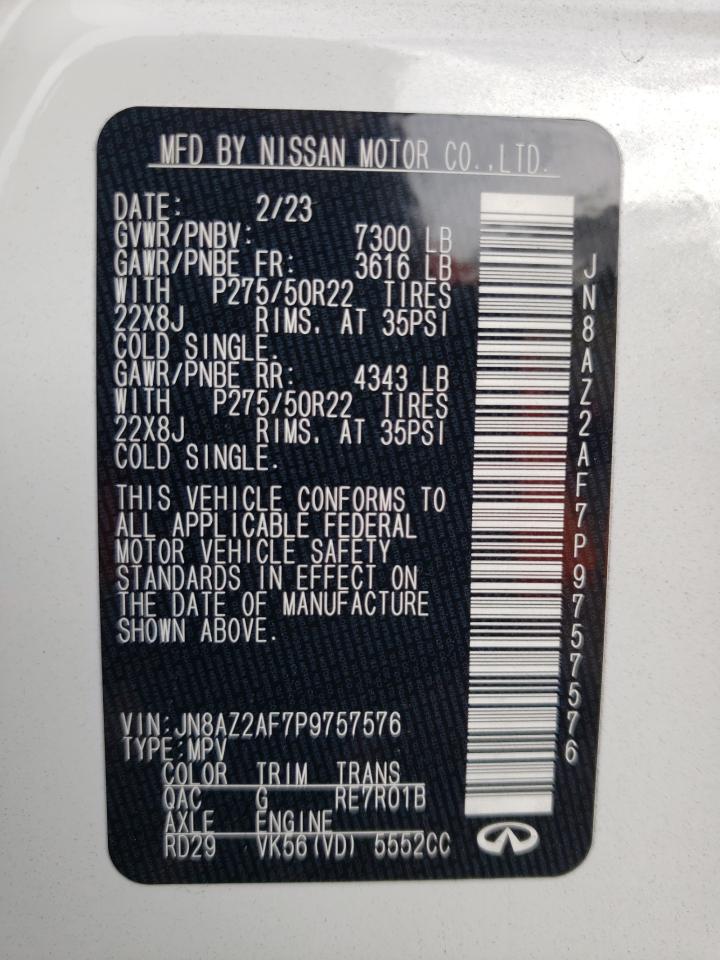 MFD BY NISSAN MOTOR CO.,LTD.
DATE: 2/23
GVWR/PNBV: 7300 LB
GAWR/PNBE FR: 3616 LB
WITH P275/50R22 TIRES
22X8J RIMS, AT 35PSI
COLD SINGLE.
GAWR/PNBE RR: 4343 LB
WITH P275/50R22 TIRES
22X8J RIMS, AT 35PSI
COLD SINGLE.
THIS VEHICLE CONFORMS TO
ALL APPLICABLE FEDERAL
MOTOR VEHICLE SAFETY
STANDARDS IN EFFECT ON
THE DATE OF MANUFACTURE
SHOWN ABOVE.
VIN:JN8AZ2AF7P9757576
TYPE:MPV
COLOR TRIM TRANS
QAC G RE7R01B
AXLE ENGINE
RD29 VK56(VD) 5552CC
JN8AZ2AF7P9757576